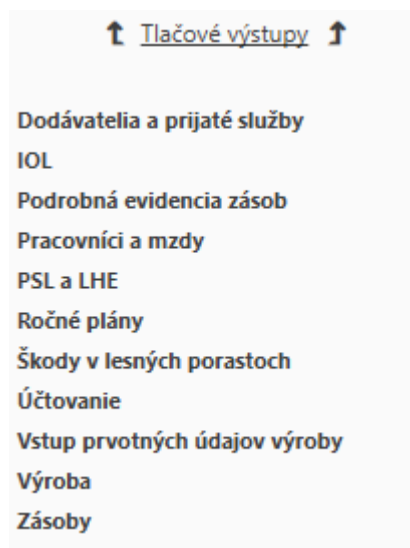 Tlačové výstupy
Dodávatelia a prijaté služby
IOL
Podrobná evidencia zásob
Pracovníci a mzdy
PSL a LHE
Ročné plány
Škody v lesných porastoch
Účtovanie
Vstup prvotných údajov výroby
Výroba
Zásoby